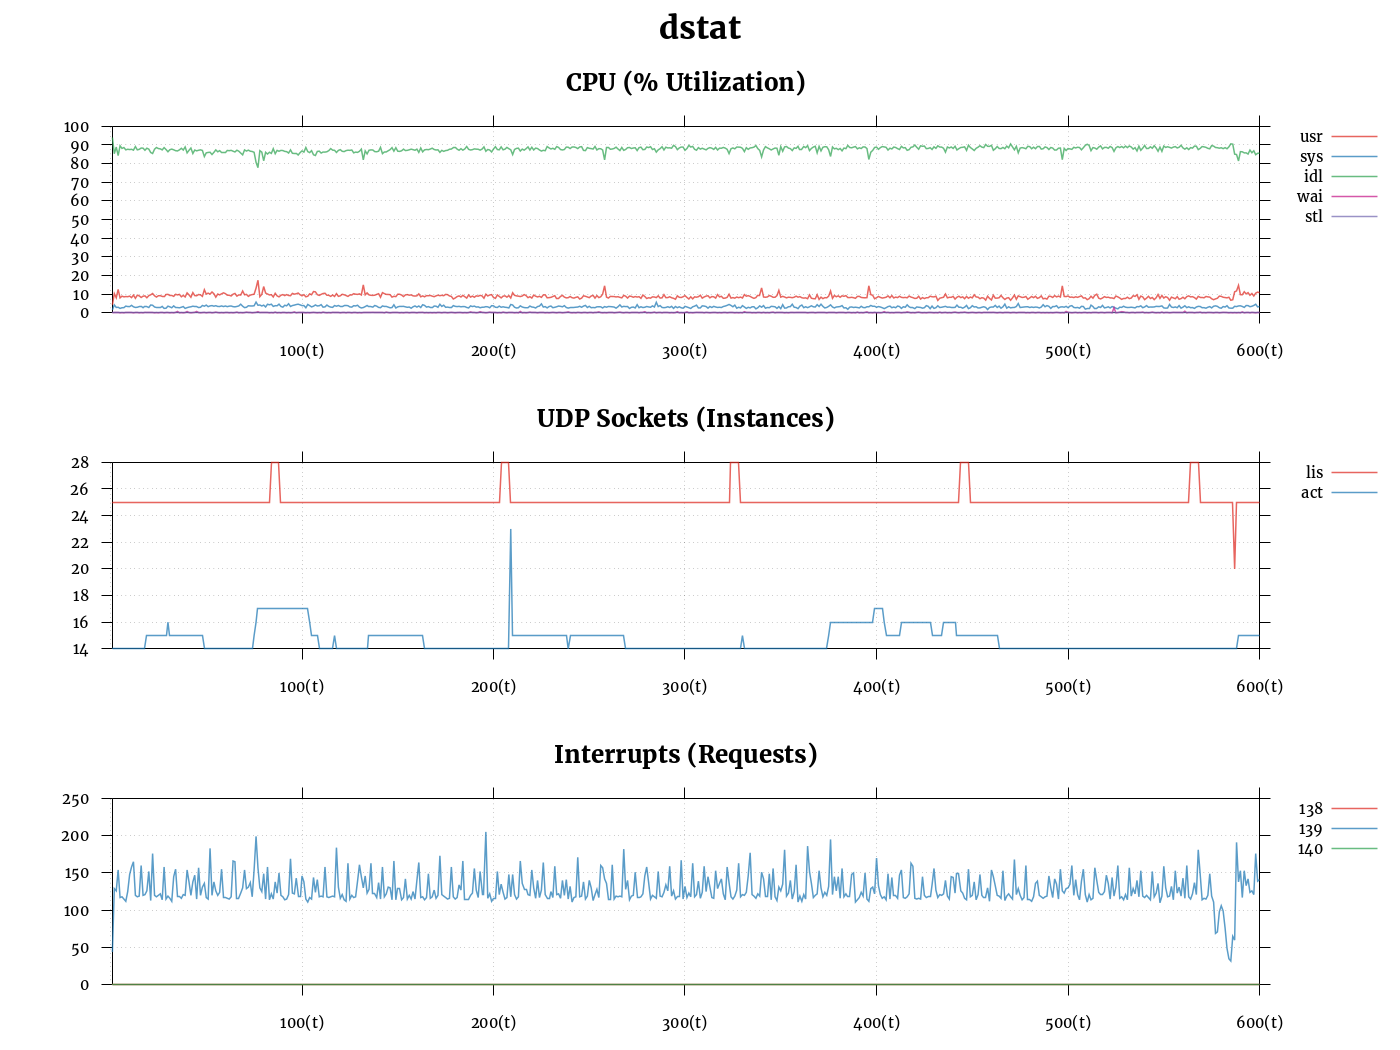 dstat
CPU (% Utilization)
100
90
80
70
60
50
40
30
20
10
0
100(t) 200(t) 300(t) 400(t) 500(t) 600(t)
usr
sys
idl
wai
stl
UDP Sockets (Instances)
28
26
24
22
20
18
16
14
100(t) 200(t) 300(t) 400(t) 500(t) 600(t)
lis
act
Interrupts (Requests)
250
200
150
100
50
0
100(t) 200(t) 300(t) 400(t) 500(t) 600(t)
138
139
140